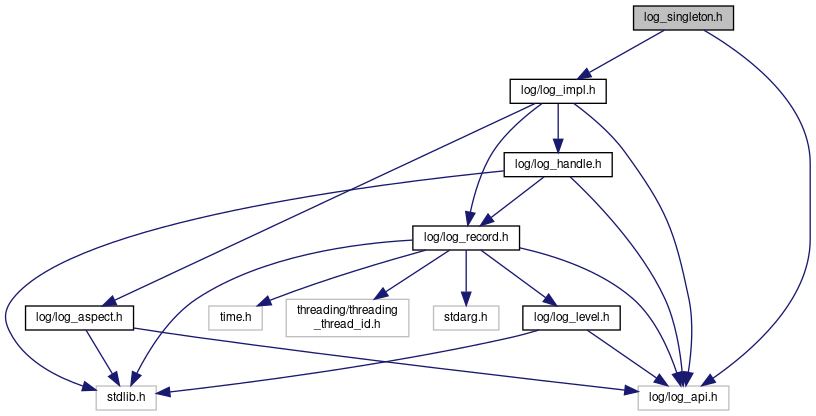 log_singleton.h
log/log_impl.h
log/log_handle.h
log/log_record.h
log/log_aspect.h
time.h
threading/threading
_thread_id.h
stdarg.h
log/log_level.h
stdlib.h
log/log_api.h